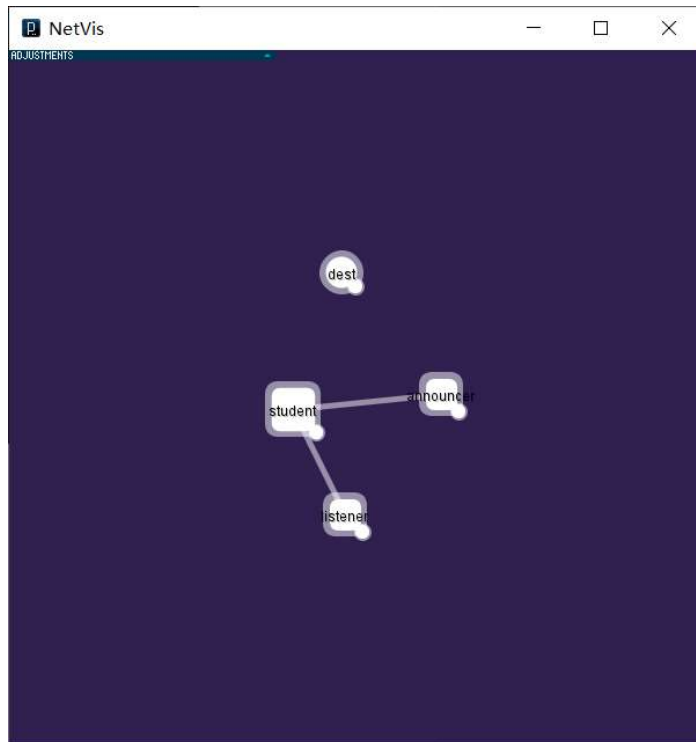 NetVis
ADJUSTMENTS
dest
student
announcer
listener